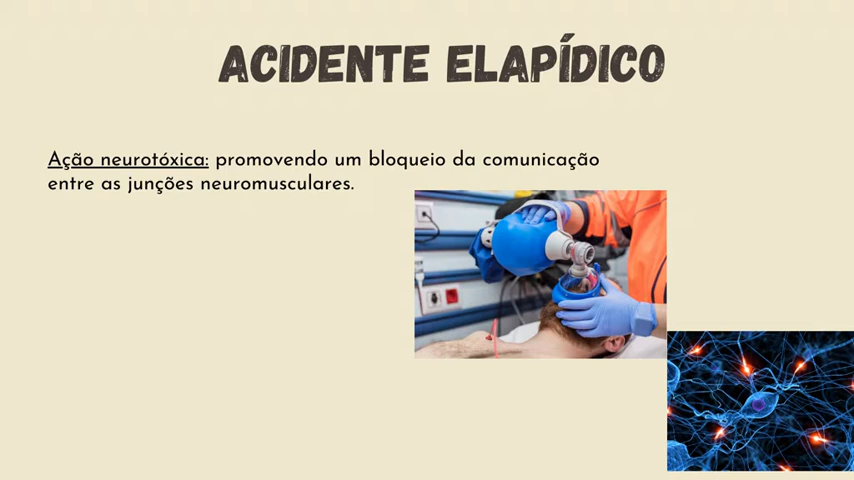 ACIDENTE ELAPÍDICO
Ação neurotóxica: promovendo um bloqueio da comunicação
entre as junções neuromusculares.